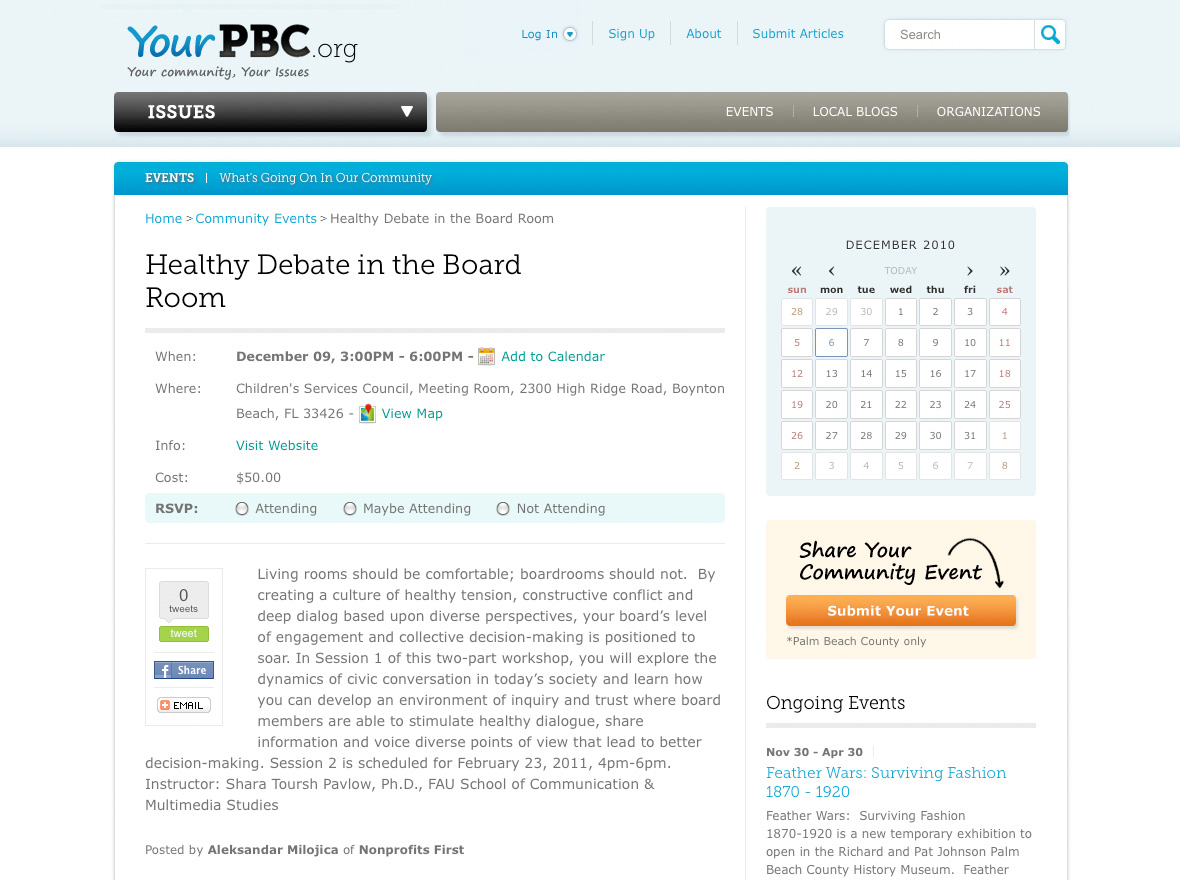 YourPBC.org
Your community, Your Issues
Log In
Sign Up
About
Submit Articles
Search
ISSUES
EVENTS
LOCAL BLOGS
ORGANIZATIONS
EVENTS | What's Going On In Our Community
Home > Community Events > Healthy Debate in the Board Room
Healthy Debate in the Board
Room
When: December 09, 3:00PM - 6:00PM - Add to Calendar
Where: Children's Services Council, Meeting Room, 2300 High Ridge Road, Boynton
Beach, FL 33426 - View Map
Info: Visit Website
Cost: $50.00
RSVP: Attending Maybe Attending Not Attending
0
tweets
tweet
Share
EMAIL
Living rooms should be comfortable; boardrooms should not.  By
creating a culture of healthy tension, constructive conflict and
deep dialog based upon diverse perspectives, your board’s level
of engagement and collective decision-making is positioned to
soar. In Session 1 of this two-part workshop, you will explore the
dynamics of civic conversation in today’s society and learn how
you can develop an environment of inquiry and trust where board
members are able to stimulate healthy dialogue, share
information and voice diverse points of view that lead to better
decision-making. Session 2 is scheduled for February 23, 2011, 4pm-6pm.
Instructor: Shara Toursh Pavlow, Ph.D., FAU School of Communication &
Multimedia Studies
Posted by Aleksandar Milojica of Nonprofits First
DECEMBER 2010
« ‹ TODAY › »
sun mon tue wed thu fri sat
28 29 30 1 2 3 4
5 6 7 8 9 10 11
12 13 14 15 16 17 18
19 20 21 22 23 24 25
26 27 28 29 30 31 1
2 3 4 5 6 7 8
Share Your
Community Event
Submit Your Event
*Palm Beach County only
Ongoing Events
Nov 30 - Apr 30
Feather Wars: Surviving Fashion
1870 - 1920
Feather Wars:  Surviving Fashion
1870-1920 is a new temporary exhibition to
open in the Richard and Pat Johnson Palm
Beach County History Museum.  Feather